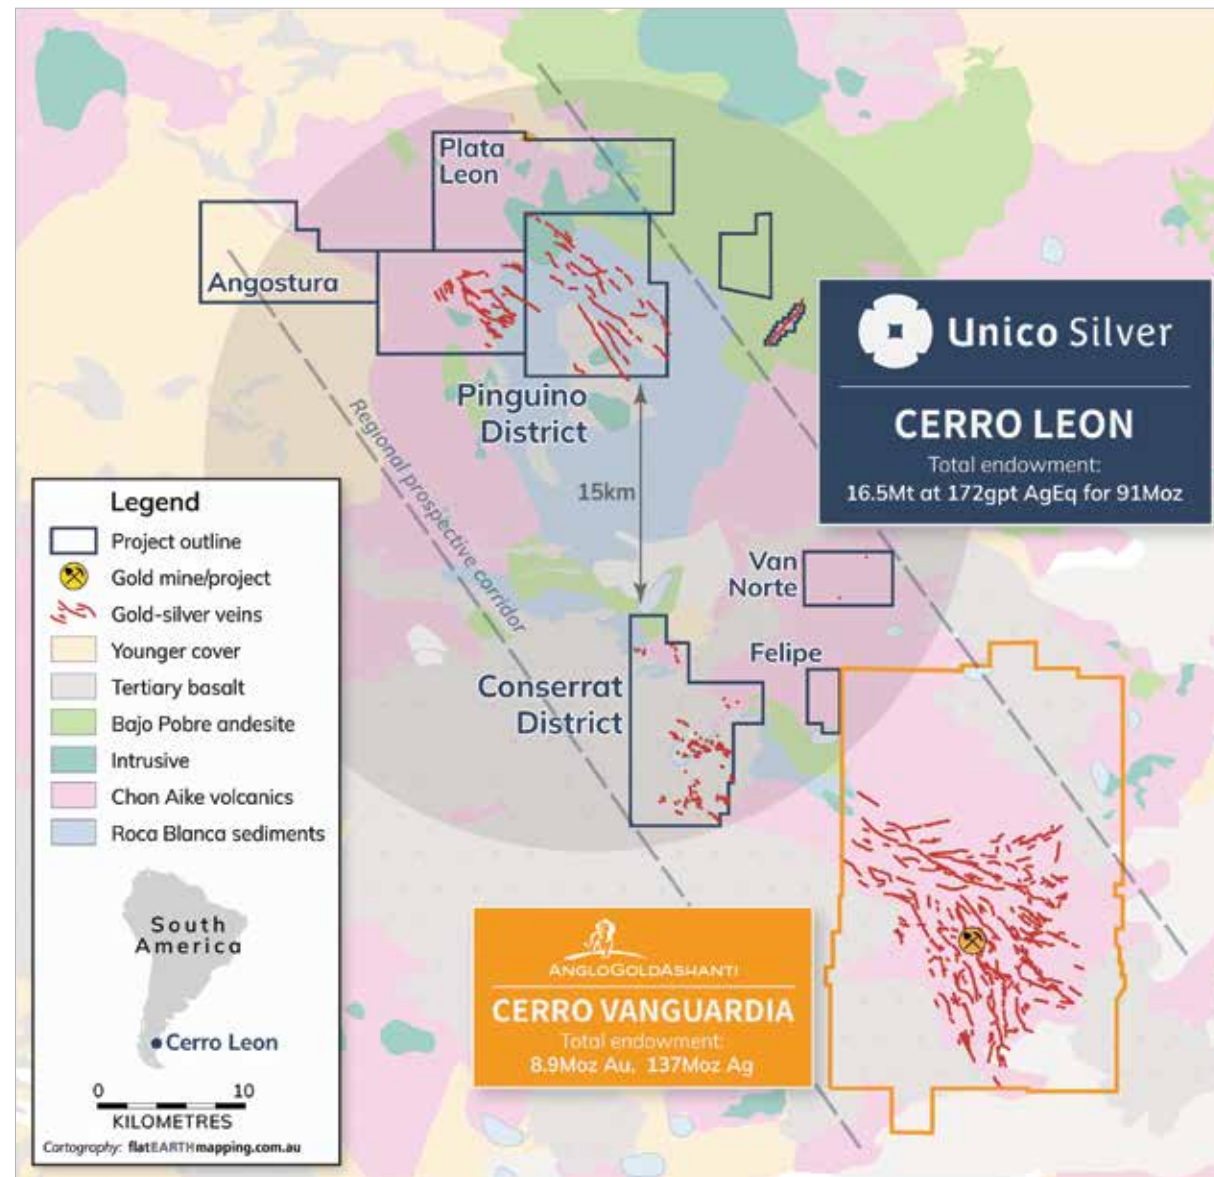 Plata
Leon
Angostura
Unico Silver
CERRO LEON
Total endowment:
16.5Mt at 172gpt AgEq for 91Moz
Pinguino
District
Regional prospective corridor
15km
Legend
Project outline
Gold mine/project
Gold-silver veins
Younger cover
Tertiary basalt
Bajo Pobre andesite
Intrusive
Chon Aike volcanics
Roca Blanca sediments
Van
Norte
Felipe
Conserrat
District
South
America
Cerro Leon
0 10
KILOMETRES
Cartography: flatEARTHmapping.com.au
ANGLOGOLDASHANTI
CERRO VANGUARDIA
Total endowment:
8.9Moz Au, 137Moz Ag